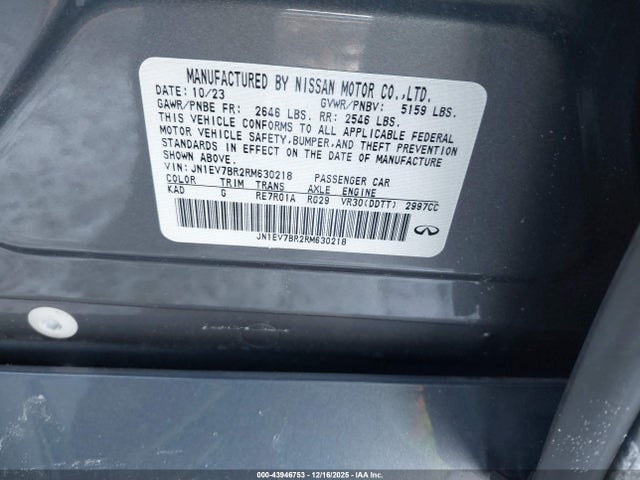 MANUFACTURED BY NISSAN MOTOR CO.,LTD.
DATE: 10/23 GVWR/PNBV: 5159 LBS.
GAWR/PNBE FR: 2646 LBS. RR: 2546 LBS.
THIS VEHICLE CONFORMS TO ALL APPLICABLE FEDERAL
MOTOR VEHICLE SAFETY,BUMPER,AND THEFT PREVENTION
STANDARDS IN EFFECT ON THE DATE OF MANUFACTURE
SHOWN ABOVE.
VIN: JN1EV7BR2RM630218 PASSENGER CAR
COLOR TRIM TRANS AXLE ENGINE
KAD G RE7R01A R029 VR30(DDTT) 2997CC
JN1EV7BR2RM630218
INFINITI
000-43946753 - 12/16/2025 - IAA Inc.